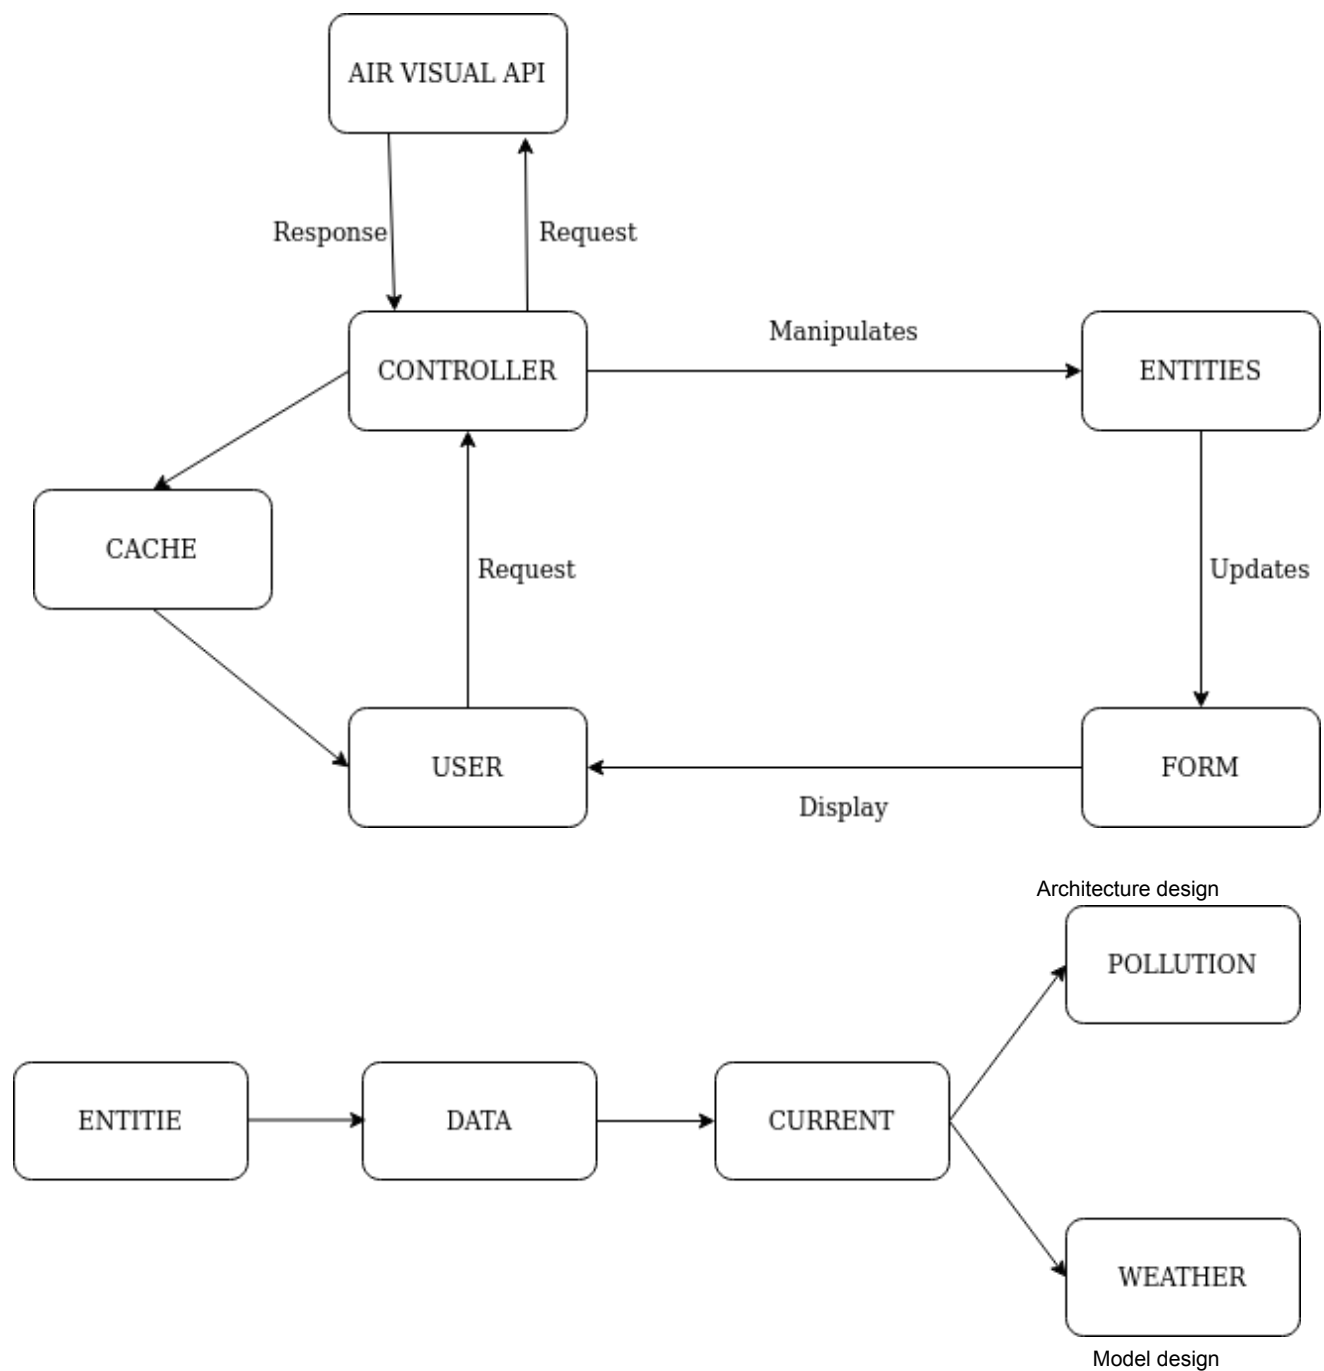 AIR VISUAL API
Response
Request
CONTROLLER
Manipulates
ENTITIES
CACHE
Request
Updates
USER
FORM
Display
Architecture design
POLLUTION
ENTITIE
DATA
CURRENT
WEATHER
Model design